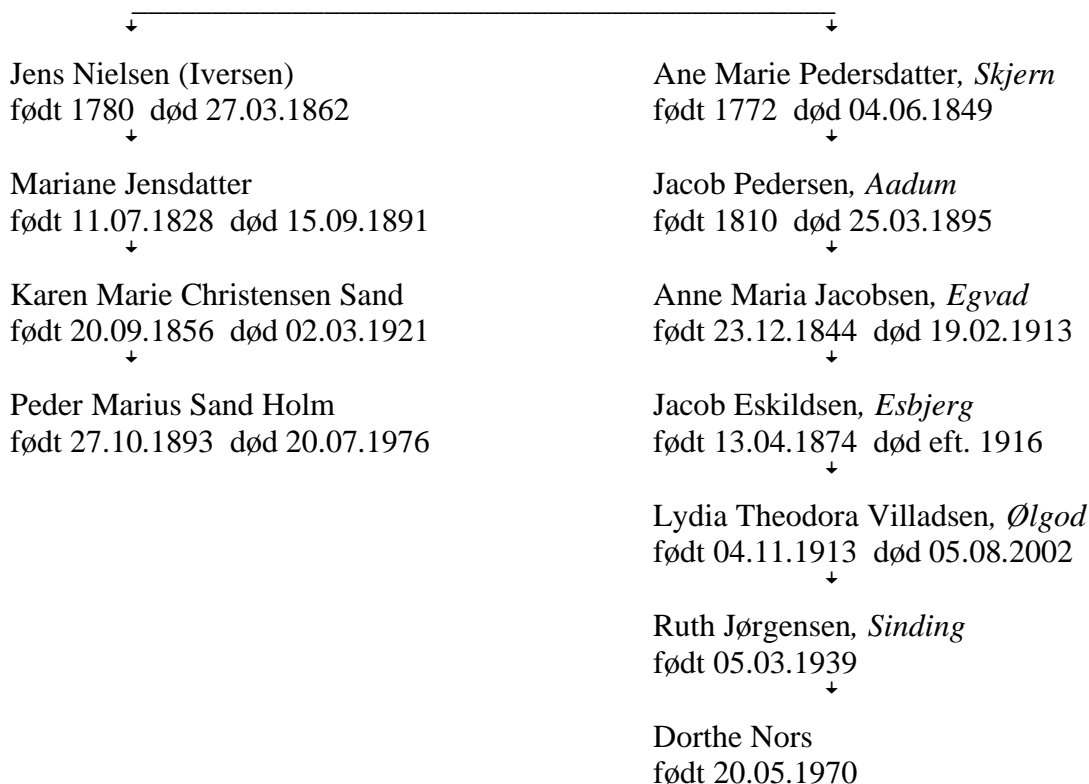 Jens Nielsen (Iversen)
født 1780 død 27.03.1862
Mariane Jensdatter
født 11.07.1828 død 15.09.1891
Karen Marie Christensen Sand
født 20.09.1856 død 02.03.1921
Peder Marius Sand Holm
født 27.10.1893 død 20.07.1976
Ane Marie Pedersdatter, Skjern
født 1772 død 04.06.1849
Jacob Pedersen, Aadum
født 1810 død 25.03.1895
Anne Maria Jacobsen, Egvad
født 23.12.1844 død 19.02.1913
Jacob Eskildsen, Esbjerg
født 13.04.1874 død eft. 1916
Lydia Theodora Villadsen, Ølgod
født 04.11.1913 død 05.08.2002
Ruth Jørgensen, Sinding
født 05.03.1939
Dorthe Nors
født 20.05.1970